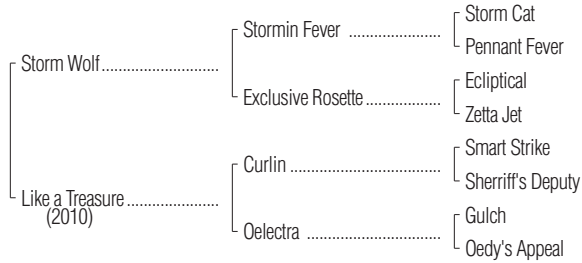 Storm Cat
Stormin Fever ....................
Pennant Fever
Storm Wolf..........................
Ecliptical
Exclusive Rosette.................
Zetta Jet
Smart Strike
Curlin ...............................
Sherriff's Deputy
Like a Treasure ....................
(2010)
Gulch
Oelectra .............................
Oedy's Appeal